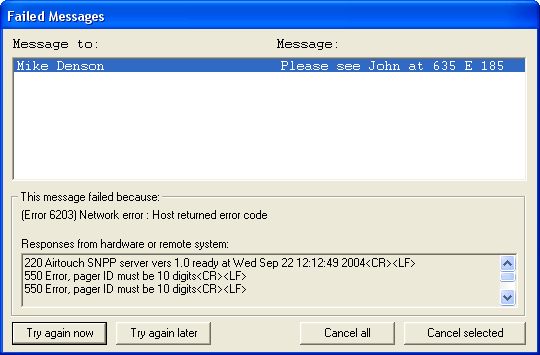 Failed Messages
Message to: Message:
Mike Denson Please see John at 635 E 185
This message failed because:
(Error 6203) Network error : Host returned error code
Responses from hardware or remote system:
220 Airtouch SNPP server vers 1.0 ready at Wed Sep 22 12:12:49 2004<CR><LF>
550 Error, pager ID must be 10 digits<CR><LF>
550 Error, pager ID must be 10 digits<CR><LF>
Try again now Try again later Cancel all Cancel selected